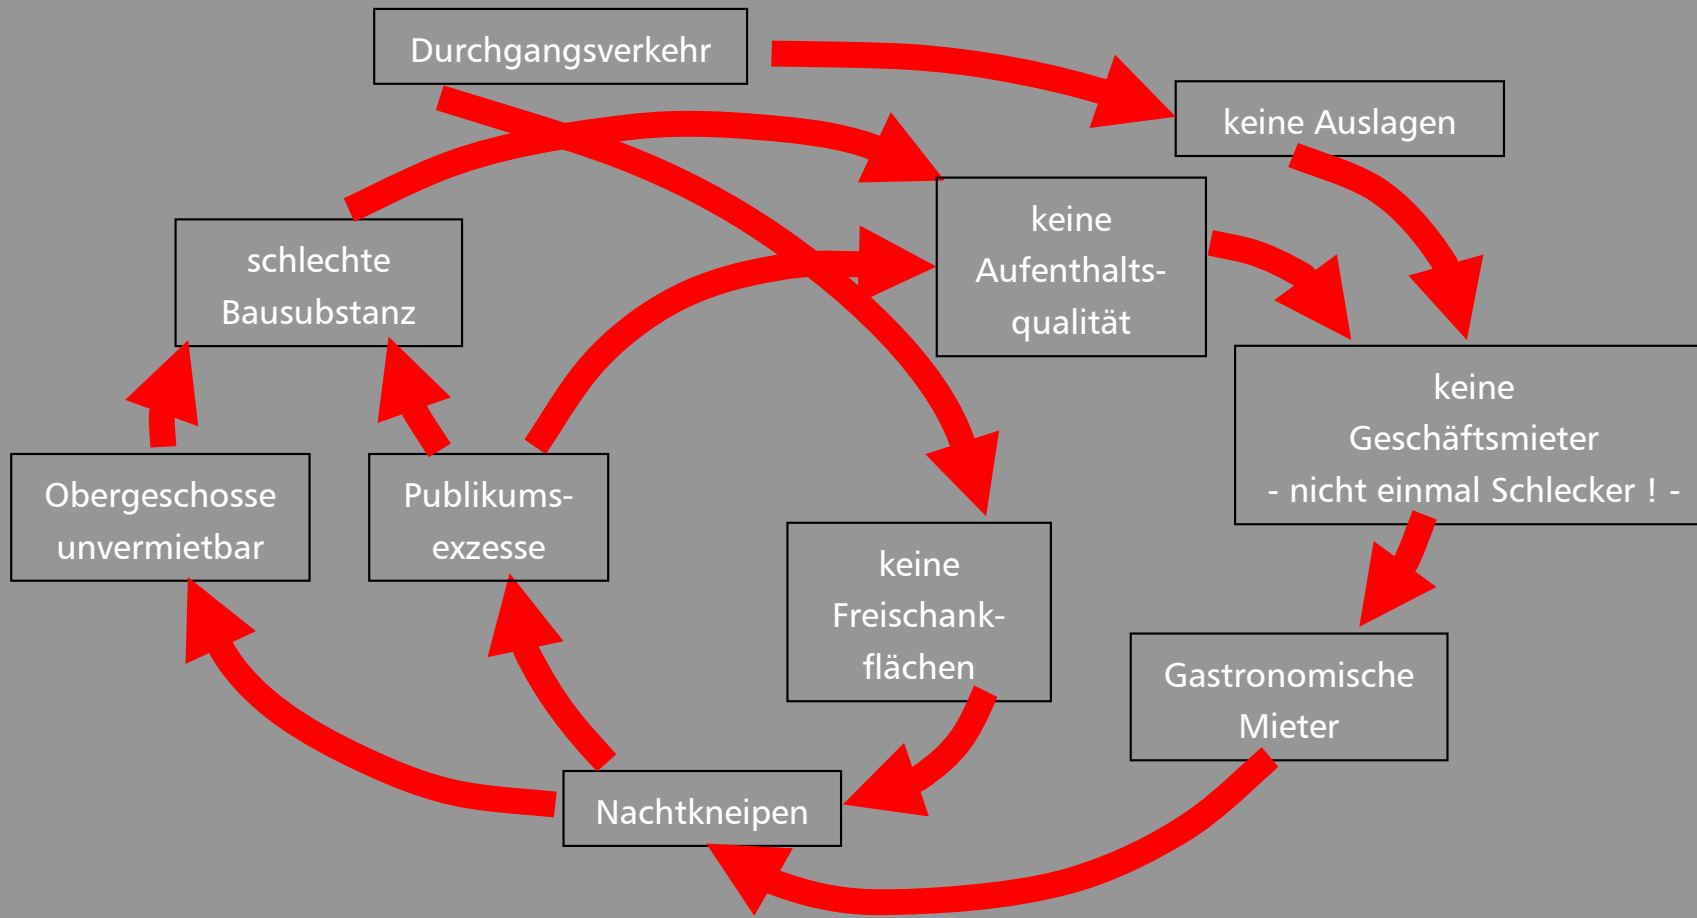 Durchgangsverkehr
keine Auslagen
keine
Aufenthalts-
qualität
schlechte
Bausubstanz
keine
Geschäftsmieter
- nicht einmal Schlecker ! -
Obergeschosse
unvermietbar
Publikums-
exzesse
keine
Freischank-
flächen
Gastronomische
Mieter
Nachtkneipen